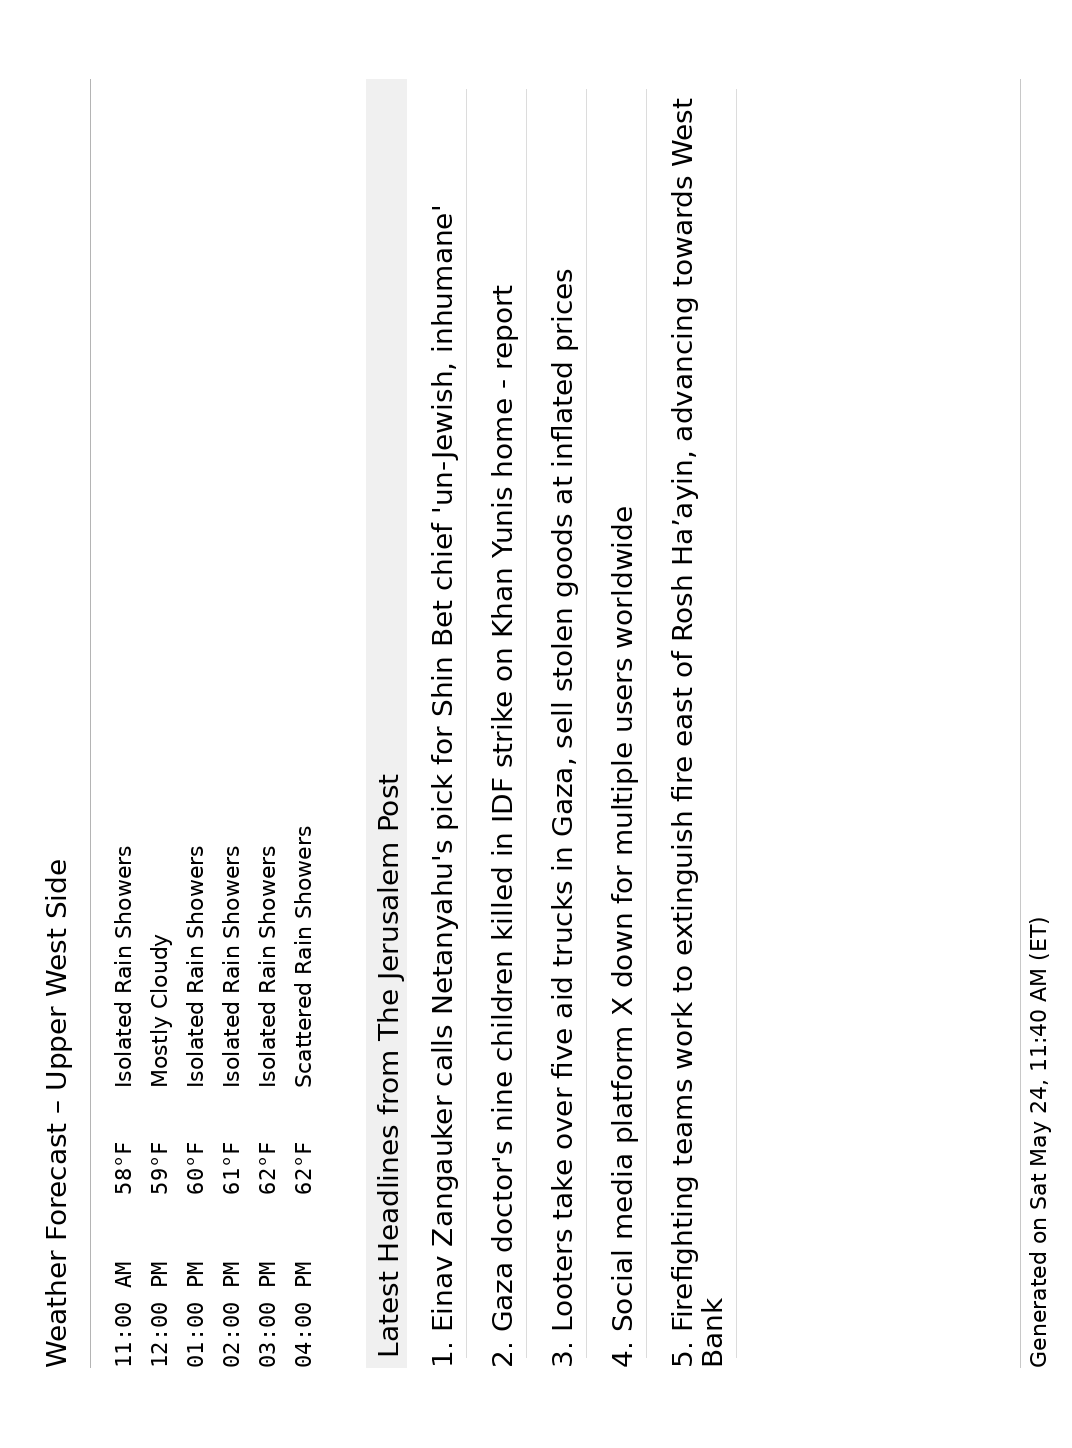 Weather Forecast – Upper West Side
11:00 AM 58°F Isolated Rain Showers
12:00 PM 59°F Mostly Cloudy
01:00 PM 60°F Isolated Rain Showers
02:00 PM 61°F Isolated Rain Showers
03:00 PM 62°F Isolated Rain Showers
04:00 PM 62°F Scattered Rain Showers
Latest Headlines from The Jerusalem Post
1. Einav Zangauker calls Netanyahu's pick for Shin Bet chief 'un-Jewish, inhumane'
2. Gaza doctor's nine children killed in IDF strike on Khan Yunis home - report
3. Looters take over five aid trucks in Gaza, sell stolen goods at inflated prices
4. Social media platform X down for multiple users worldwide
5. Firefighting teams work to extinguish fire east of Rosh Ha’ayin, advancing towards West
Bank
Generated on Sat May 24, 11:40 AM (ET)